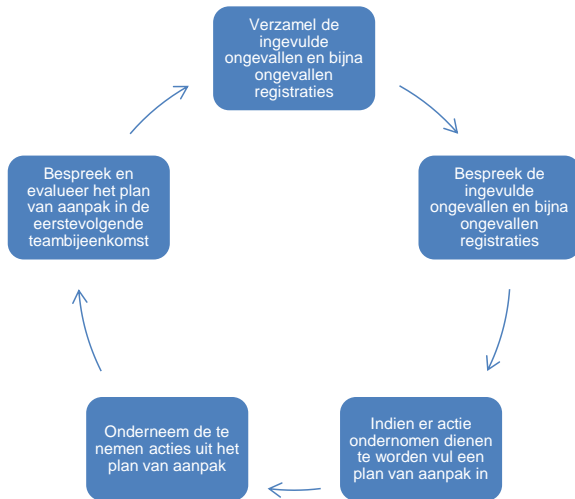 Verzamel de
ingevulde
ongevallen en bijna
ongevallen
registraties
Bespreek de
ingevulde
ongevallen en bijna
ongevallen
registraties
Indien er actie
ondernomen dienen
te worden vul een
plan van aanpak in
Onderneem de te
nemen acties uit het
plan van aanpak
Bespreek en
evalueer het plan
van aanpak in de
eerstevolgende
teambijeenkomst